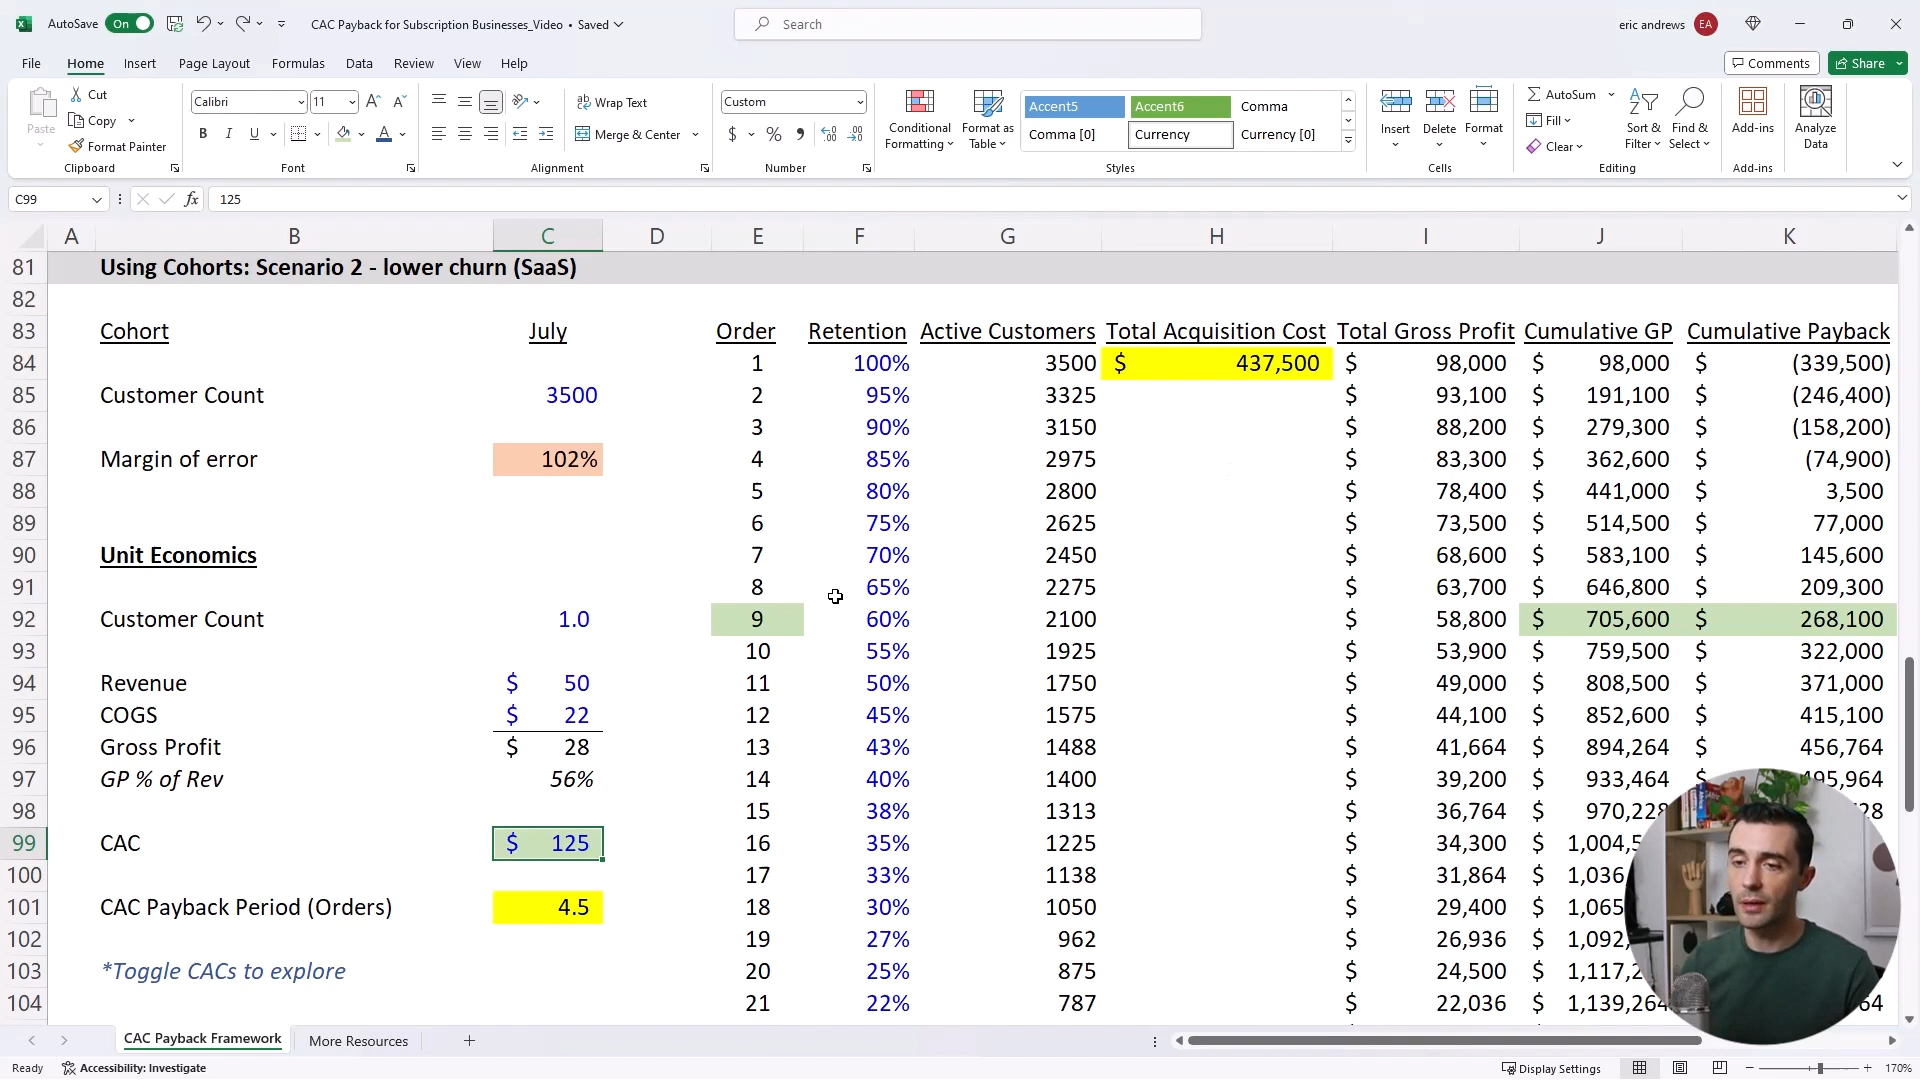 AutoSave On CAC Payback for Subscription Businesses_Video • Saved Search eric andrews EA
File Home Insert Draw Page Layout Formulas Data Review View Help Comments Share
Paste Cut Copy Format Painter Clipboard
Calibri 11 B I U Font
Wrap Text Merge & Center Alignment
Custom $ % Number
Conditional Formatting Format as Table
Accent5 Accent6 Comma
Comma [0] Currency Currency [0]
Styles
Insert Delete Format Cells
AutoSum Fill Clear Sort & Filter Find & Select Editing
Add-ins Add-ins
Analyze Data
C99 fx 125
A B C D E F G H I J K
81 Using Cohorts: Scenario 2 - lower churn (SaaS)
82
83 Cohort July Order Retention Active Customers Total Acquisition Cost Total Gross Profit Cumulative GP Cumulative Payback
84 1 100% 3500 $ 437,500 $ 98,000 $ 98,000 $ (339,500)
85 Customer Count 3500 2 95% 3325 $ 93,100 $ 191,100 $ (246,400)
86 3 90% 3150 $ 88,200 $ 279,300 $ (158,200)
87 Margin of error 102% 4 85% 2975 $ 83,300 $ 362,600 $ (74,900)
88 5 80% 2800 $ 78,400 $ 441,000 $ 3,500
89 6 75% 2625 $ 73,500 $ 514,500 $ 77,000
90 Unit Economics 7 70% 2450 $ 68,600 $ 583,100 $ 145,600
91 8 65% 2275 $ 63,700 $ 646,800 $ 209,300
92 Customer Count 1.0 9 60% 2100 $ 58,800 $ 705,600 $ 268,100
93 10 55% 1925 $ 53,900 $ 759,500 $ 322,000
94 Revenue $ 50 11 50% 1750 $ 49,000 $ 808,500 $ 371,000
95 COGS $ 22 12 45% 1575 $ 44,100 $ 852,600 $ 415,100
96 Gross Profit $ 28 13 43% 1488 $ 41,664 $ 894,264 $ 456,764
97 GP % of Rev 56% 14 40% 1400 $ 39,200 $ 933,464 $
98 15 38% 1313 $ 36,764 $
99 CAC $ 125 16 35% 1225 $ 34,300 $
100 17 33% 1138 $ 31,864 $
101 CAC Payback Period (Orders) 4.5 18 30% 1050 $ 29,400 $
102 19 27% 962 $ 26,936 $
103 *Toggle CACs to explore 20 25% 875 $ 24,500 $
104 21 22% 787 $ 22,036 $ 1,139,264
CAC Payback Framework More Resources +
Ready Accessibility: Investigate Display Settings 170%